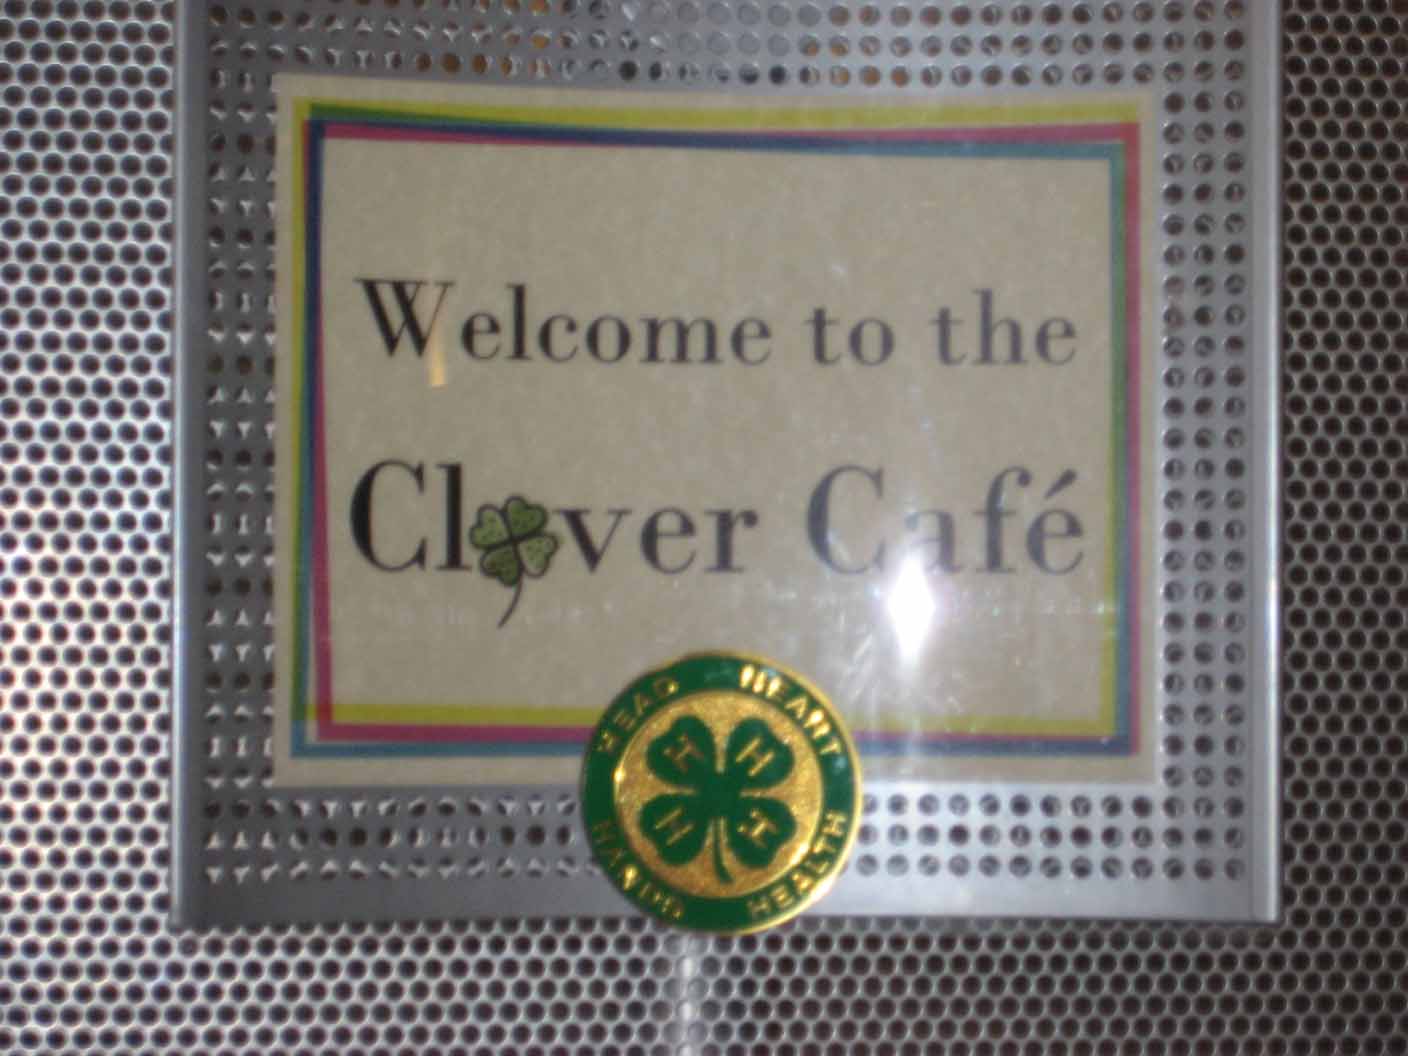 Welcome to the
Clover Café
HEAD HEART
H H
H H
HANDS HEALTH